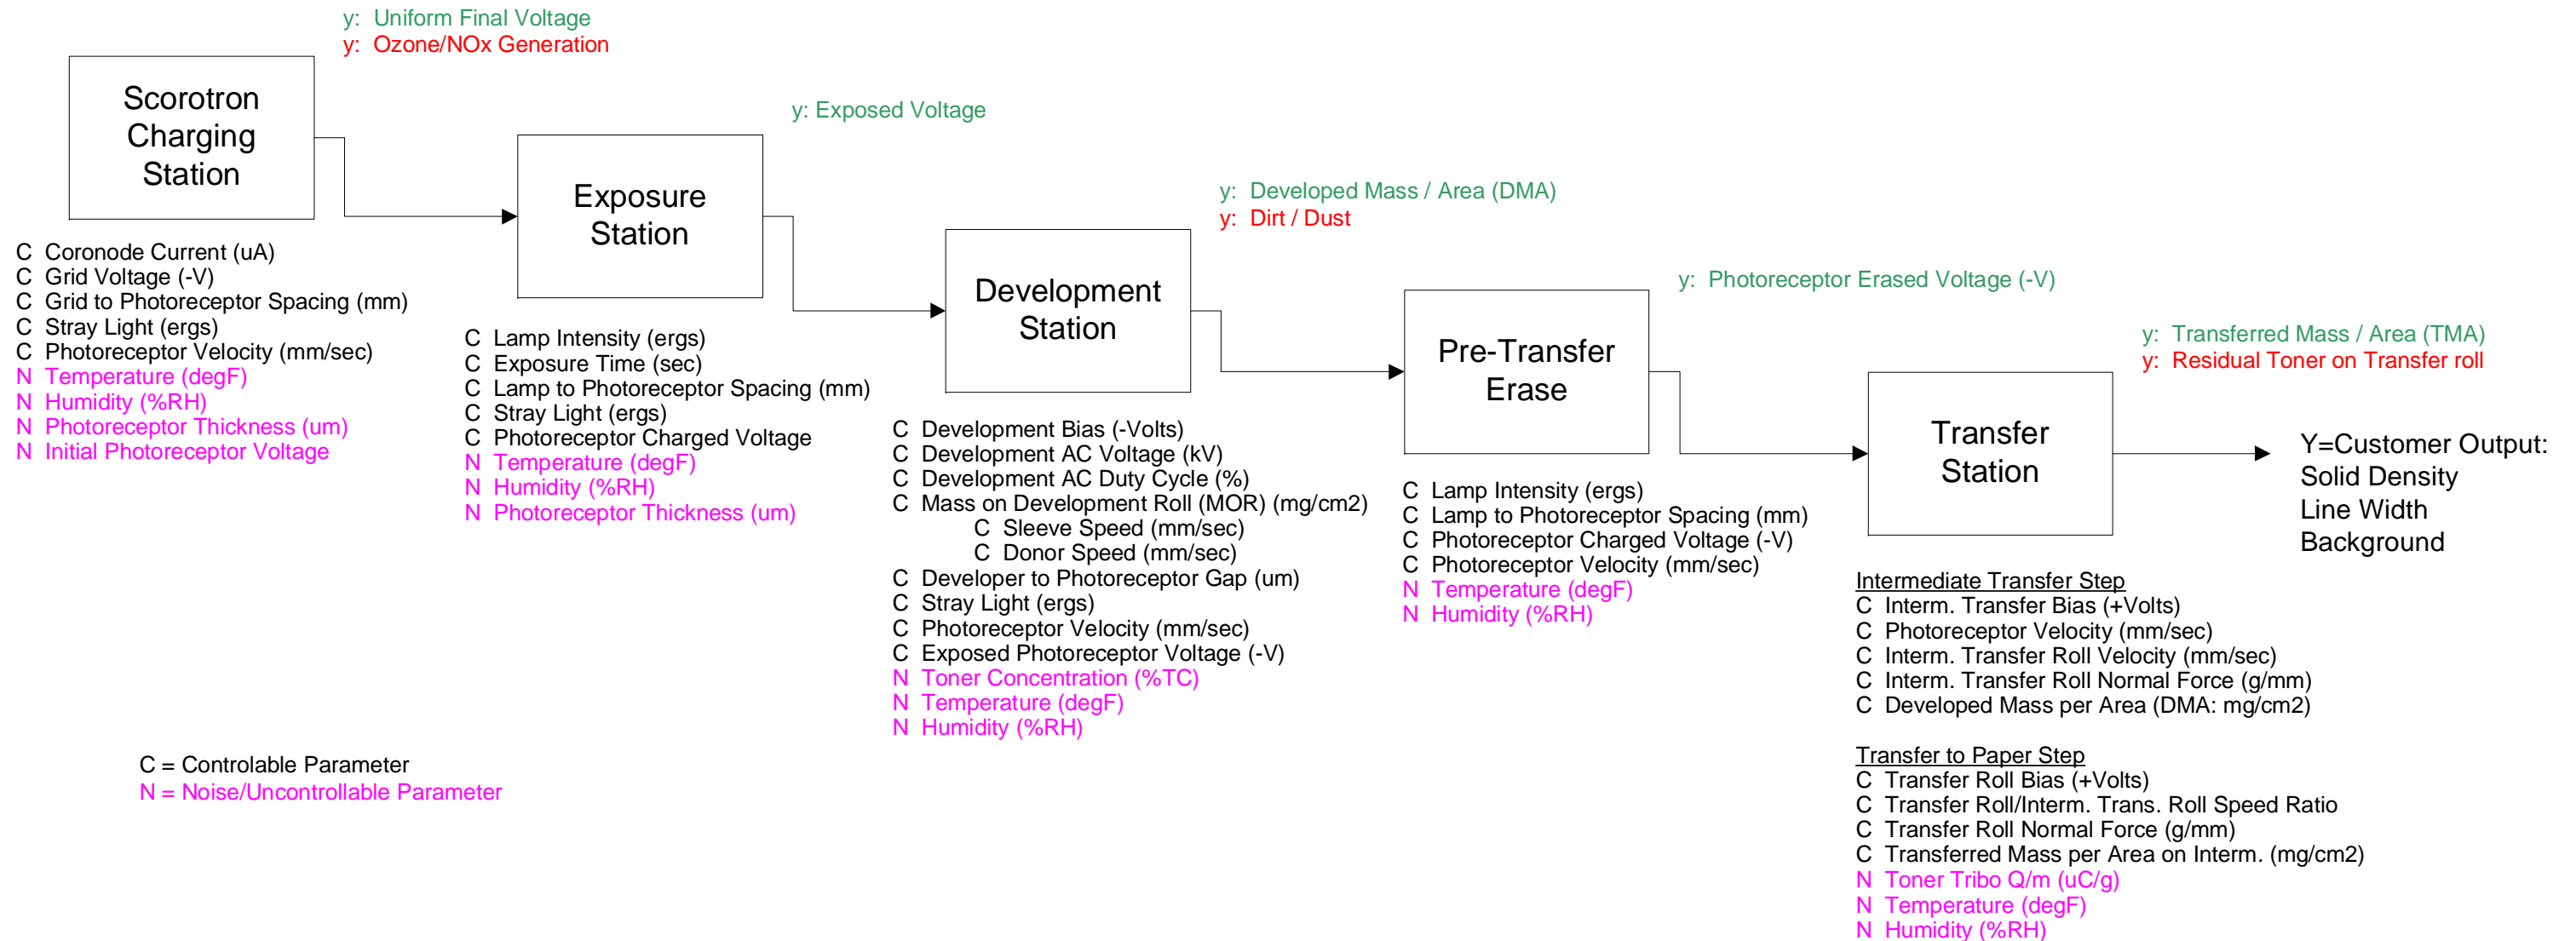 y: Uniform Final Voltage
y: Ozone/NOx Generation
Scorotron
Charging
Station
C Coronode Current (uA)
C Grid Voltage (-V)
C Grid to Photoreceptor Spacing (mm)
C Stray Light (ergs)
C Photoreceptor Velocity (mm/sec)
N Temperature (degF)
N Humidity (%RH)
N Photoreceptor Thickness (um)
N Initial Photoreceptor Voltage
y: Exposed Voltage
Exposure
Station
C Lamp Intensity (ergs)
C Exposure Time (sec)
C Lamp to Photoreceptor Spacing (mm)
C Stray Light (ergs)
C Photoreceptor Charged Voltage
N Temperature (degF)
N Humidity (%RH)
N Photoreceptor Thickness (um)
y: Developed Mass / Area (DMA)
y: Dirt / Dust
Development
Station
C Development Bias (-Volts)
C Development AC Voltage (kV)
C Development AC Duty Cycle (%)
C Mass on Development Roll (MOR) (mg/cm2)
C Sleeve Speed (mm/sec)
C Donor Speed (mm/sec)
C Developer to Photoreceptor Gap (um)
C Stray Light (ergs)
C Photoreceptor Velocity (mm/sec)
C Exposed Photoreceptor Voltage (-V)
N Toner Concentration (%TC)
N Temperature (degF)
N Humidity (%RH)
y: Photoreceptor Erased Voltage (-V)
Pre-Transfer
Erase
C Lamp Intensity (ergs)
C Lamp to Photoreceptor Spacing (mm)
C Photoreceptor Charged Voltage (-V)
C Photoreceptor Velocity (mm/sec)
N Temperature (degF)
N Humidity (%RH)
y: Transferred Mass / Area (TMA)
y: Residual Toner on Transfer roll
Transfer
Station
Y=Customer Output:
Solid Density
Line Width
Background
Intermediate Transfer Step
C Interm. Transfer Bias (+Volts)
C Photoreceptor Velocity (mm/sec)
C Interm. Transfer Roll Velocity (mm/sec)
C Interm. Transfer Roll Normal Force (g/mm)
C Developed Mass per Area (DMA: mg/cm2)
Transfer to Paper Step
C Transfer Roll Bias (+Volts)
C Transfer Roll/Interm. Trans. Roll Speed Ratio
C Transfer Roll Normal Force (g/mm)
C Transferred Mass per Area on Interm. (mg/cm2)
N Toner Tribo Q/m (uC/g)
N Temperature (degF)
N Humidity (%RH)
C = Controlable Parameter
N = Noise/Uncontrollable Parameter